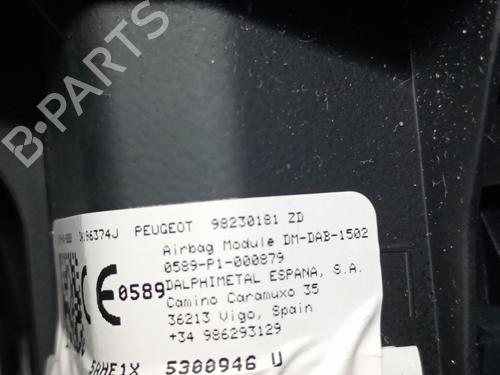 B-PARTS
PEUGEOT 98230181 ZD
Airbag Module DM-DAB-1502
0589-P1-000879
0589 DALPHIMETAL ESPANA, S.A.
Camino Caramuxo 35
36213 Vigo, Spain
+34 986293129
5300946 U